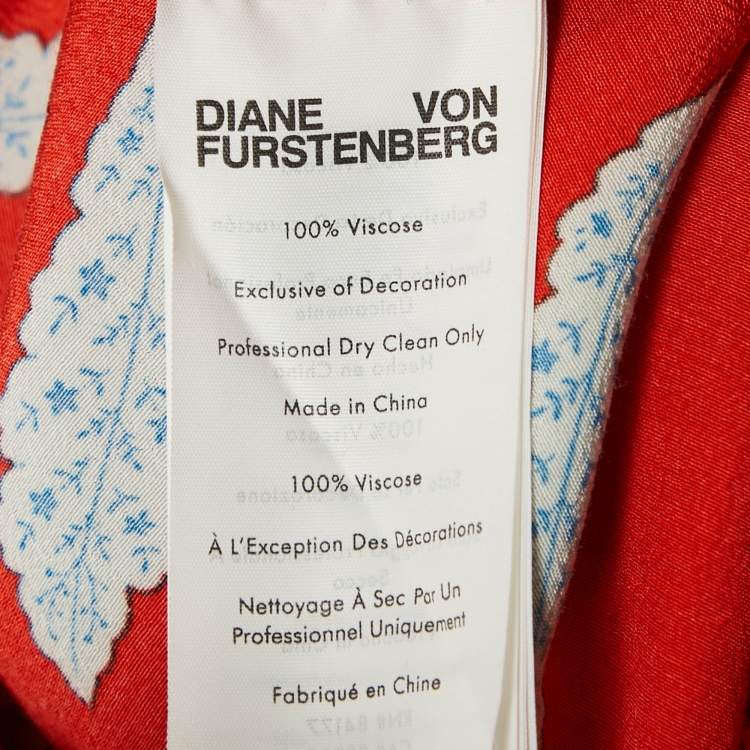 DIANE VON
FURSTENBERG
100% Viscose
Exclusive of Decoration
Professional Dry Clean Only
Made in China
100% Viscose
À L'Exception Des Décorations
Nettoyage À Sec Par Un
Professionnel Uniquement
Fabriqué en Chine